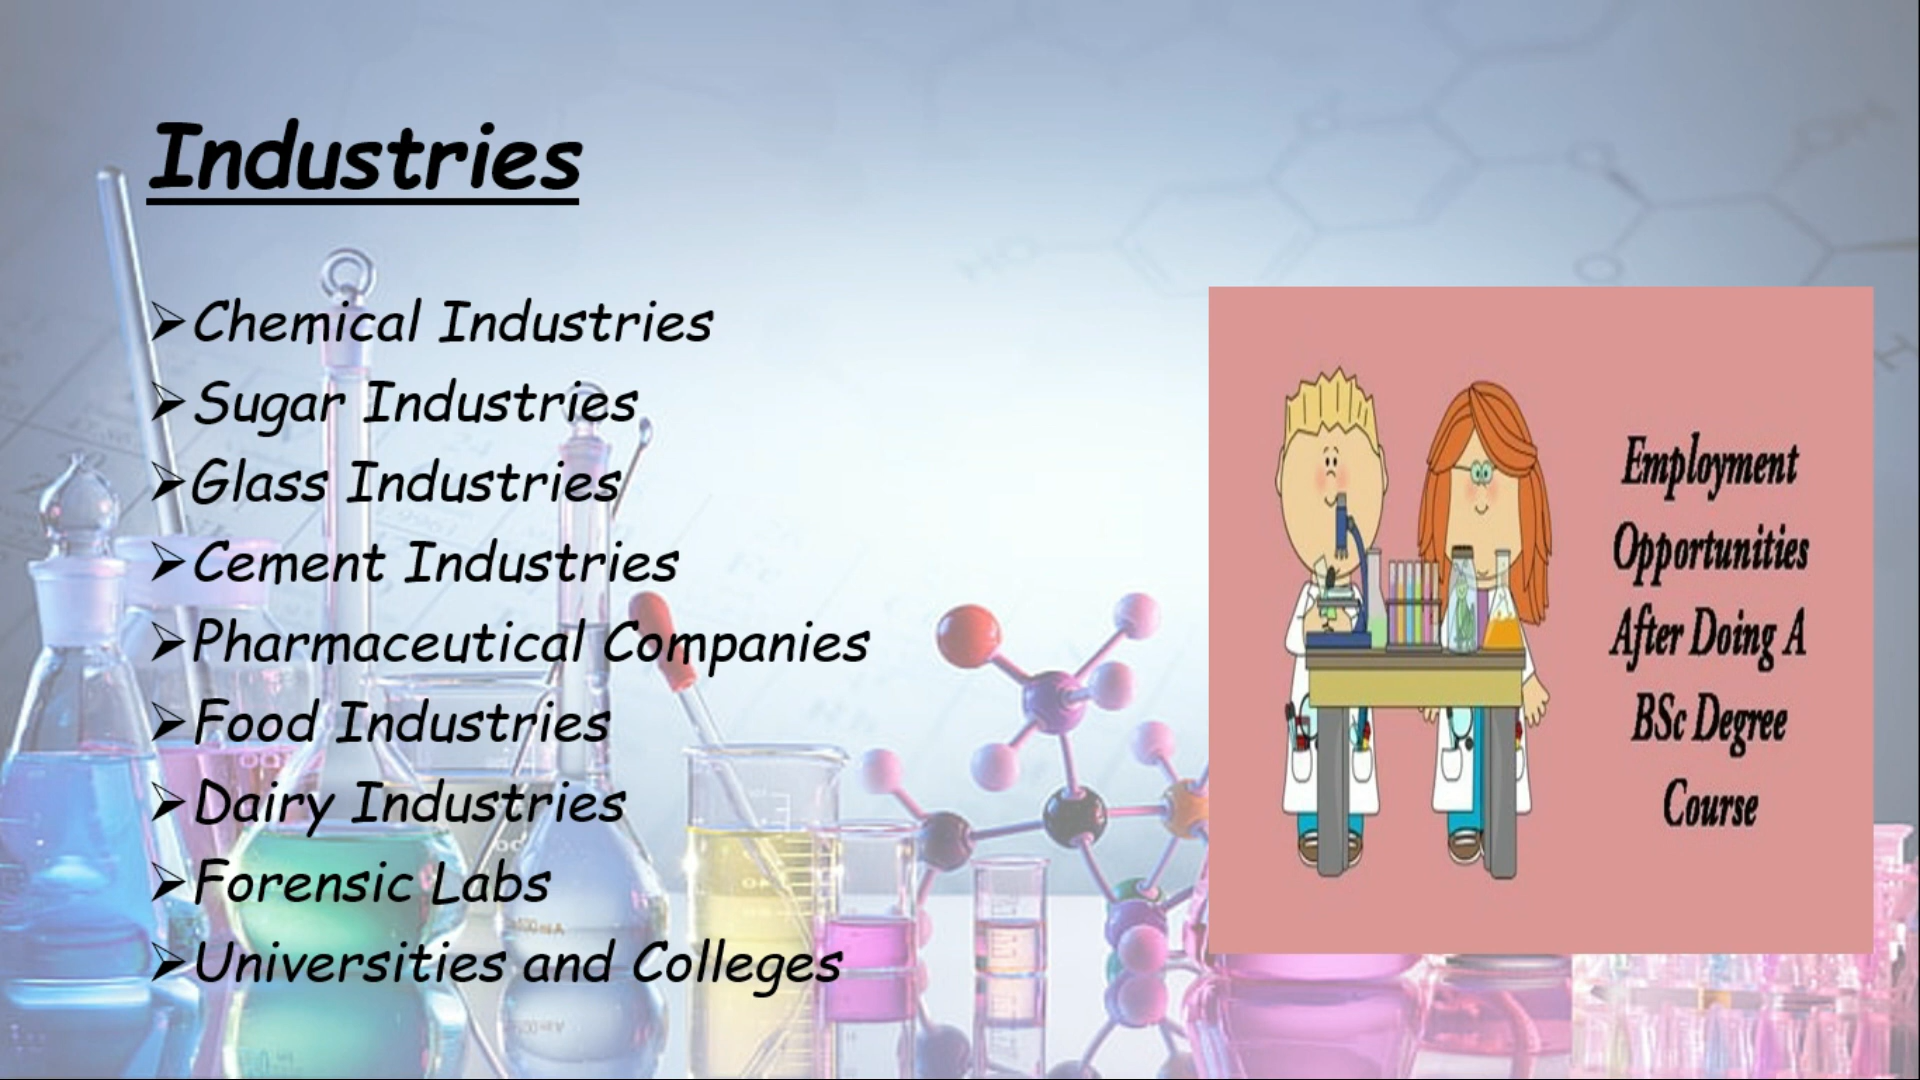 Industries
➢Chemical Industries
➢Sugar Industries
➢Glass Industries
➢Cement Industries
➢Pharmaceutical Companies
➢Food Industries
➢Dairy Industries
➢Forensic Labs
➢Universities and Colleges
Employment
Opportunities
After Doing A
BSc Degree
Course